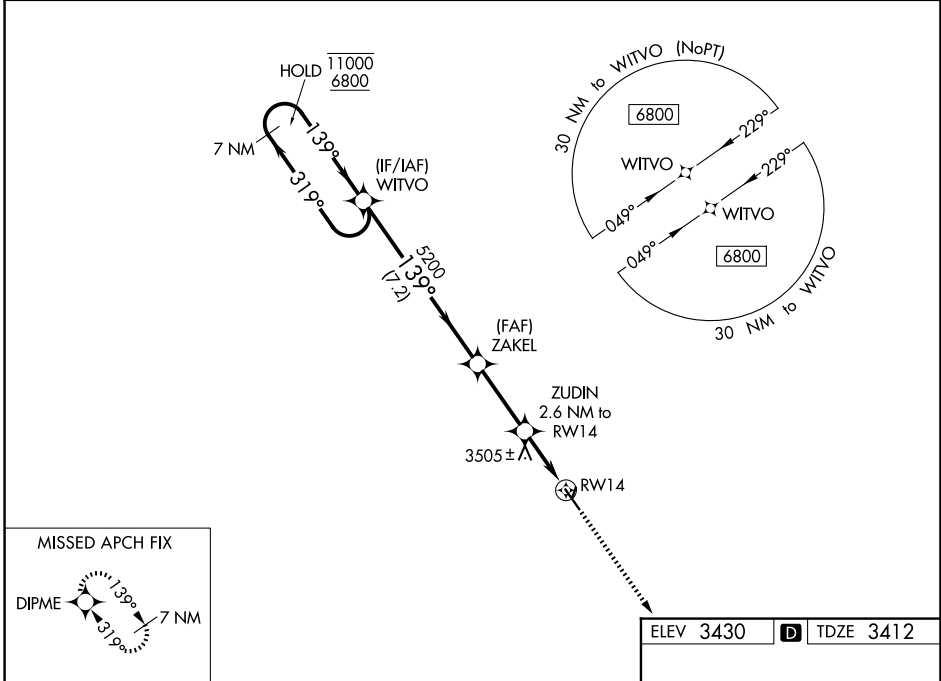 HOLD 11000
6800
7 NM
139°
319°
(IF/IAF)
WITVO
5200
139°
(7.2)
(FAF)
ZAKEL
ZUDIN
2.6 NM to
RW14
3505 ±
RW14
30 NM to WITVO (NoPT)
6800
229°
WITVO
049°
229°
WITVO
049°
6800
30 NM to WITVO
MISSED APCH FIX
DIPME
139°
7 NM
319°
ELEV 3430 D TDZE 3412